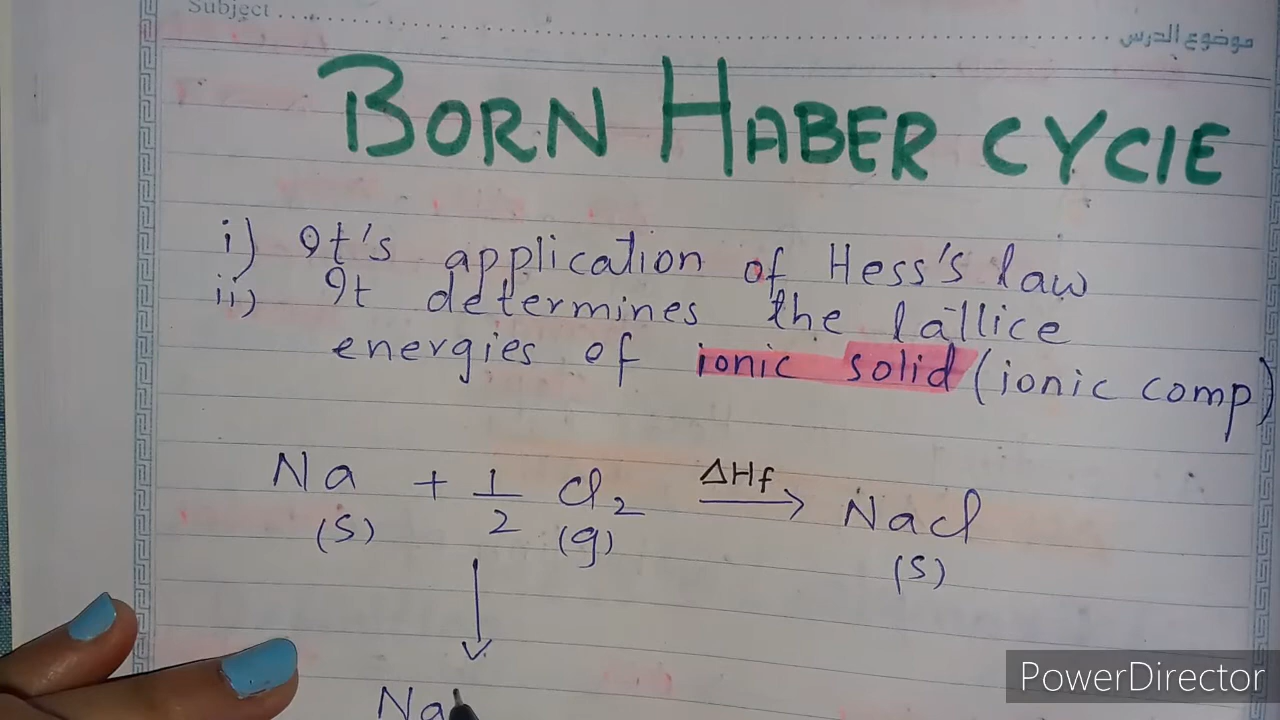 Subject
موضوع الدرس
BORN HABER CYCLE
i) It's application of Hess's law
ii) It determines the lattice
energies of ionic solid (ionic comp)
Na + 1/2 Cl2 ΔHf → NaCl
(s) (g) (s)
↓
Na
PowerDirector